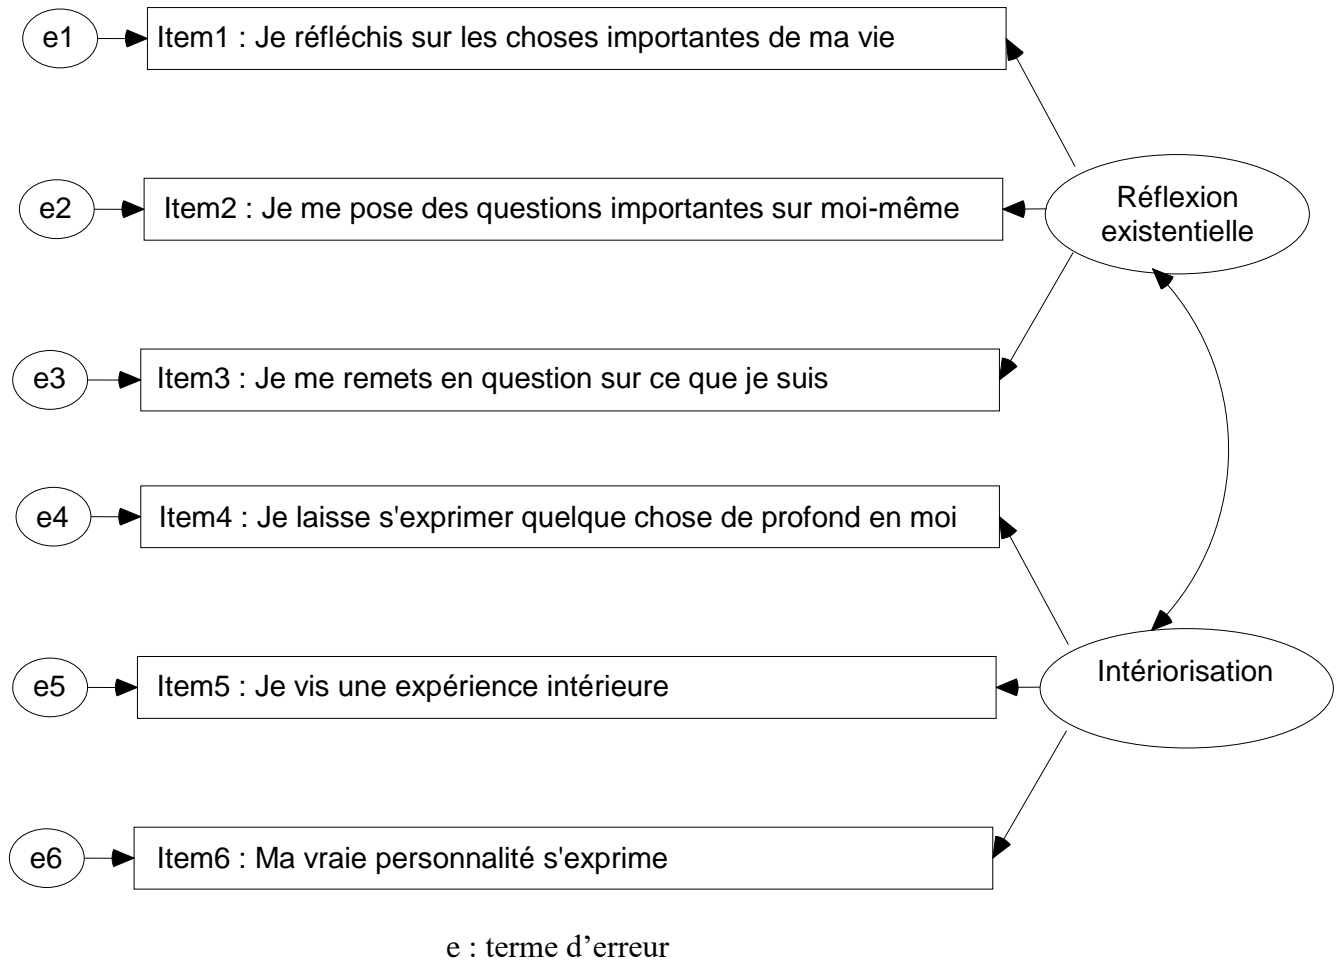 e1
Item1 : Je réfléchis sur les choses importantes de ma vie
e2
Item2 : Je me pose des questions importantes sur moi-même
Réflexion
existentielle
e3
Item3 : Je me remets en question sur ce que je suis
e4
Item4 : Je laisse s'exprimer quelque chose de profond en moi
e5
Item5 : Je vis une expérience intérieure
Intériorisation
e6
Item6 : Ma vraie personnalité s'exprime
e : terme d’erreur